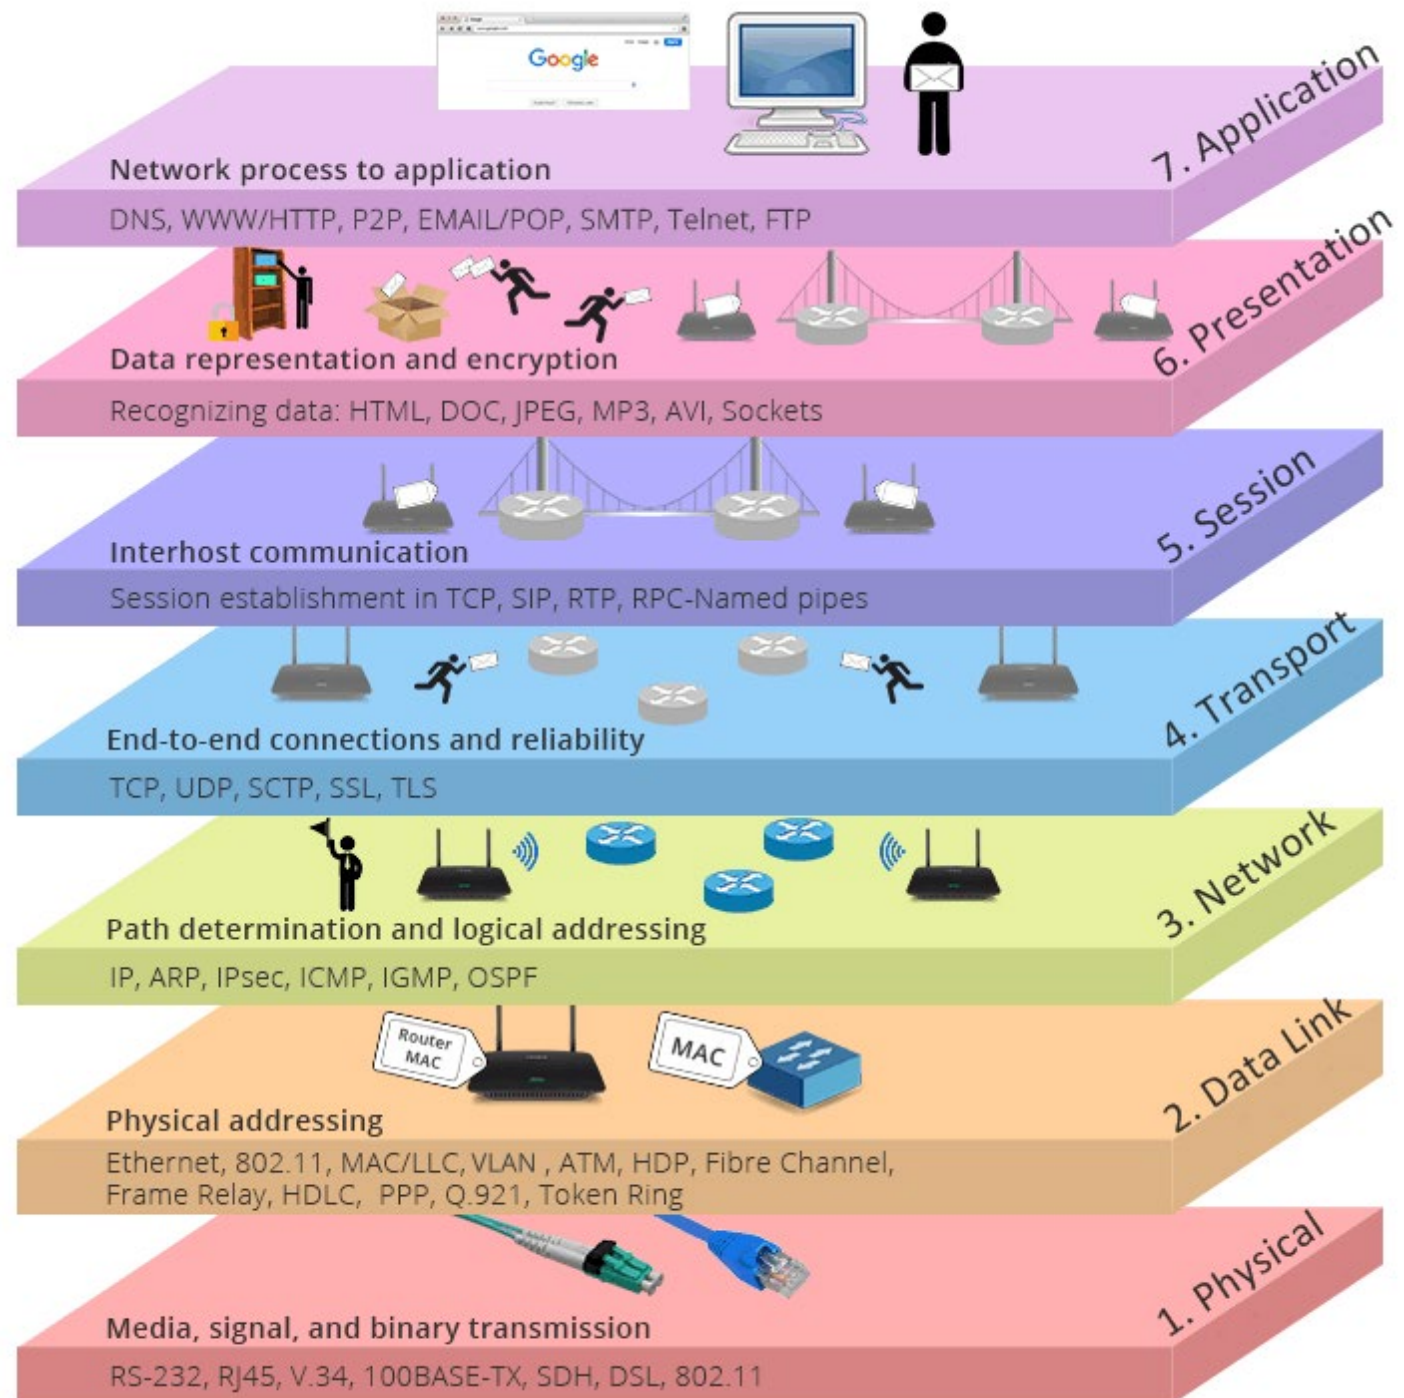 Google
7. Application
Network process to application
DNS, WWW/HTTP, P2P, EMAIL/POP, SMTP, Telnet, FTP
6. Presentation
Data representation and encryption
Recognizing data: HTML, DOC, JPEG, MP3, AVI, Sockets
5. Session
Interhost communication
Session establishment in TCP, SIP, RTP, RPC-Named pipes
4. Transport
End-to-end connections and reliability
TCP, UDP, SCTP, SSL, TLS
3. Network
Path determination and logical addressing
IP, ARP, IPsec, ICMP, IGMP, OSPF
Router
MAC
MAC
2. Data Link
Physical addressing
Ethernet, 802.11, MAC/LLC, VLAN , ATM, HDP, Fibre Channel,
Frame Relay, HDLC, PPP, Q.921, Token Ring
1. Physical
Media, signal, and binary transmission
RS-232, RJ45, V.34, 100BASE-TX, SDH, DSL, 802.11